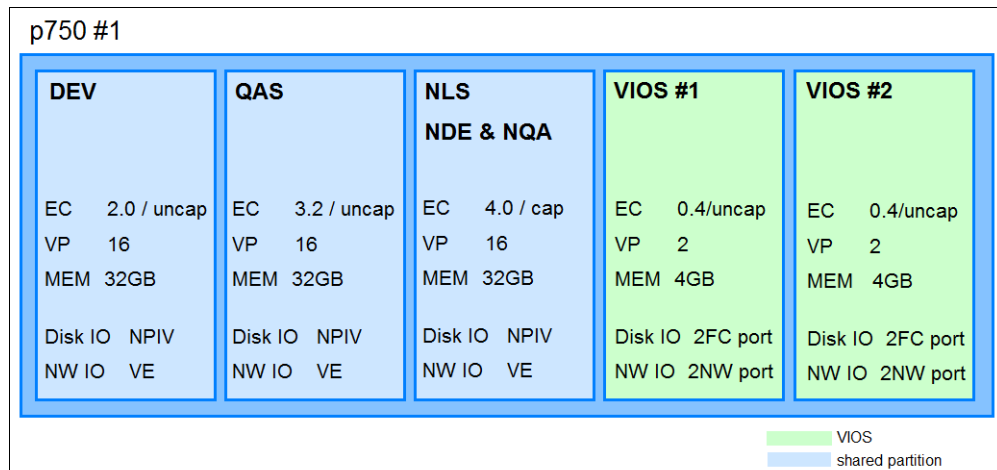 p750 #1
DEV
EC 2.0 / uncap
VP 16
MEM 32GB
Disk IO NPIV
NW IO VE
QAS
EC 3.2 / uncap
VP 16
MEM 32GB
Disk IO NPIV
NW IO VE
NLS
NDE & NQA
EC 4.0 / cap
VP 16
MEM 32GB
Disk IO NPIV
NW IO VE
VIOS #1
EC 0.4/uncap
VP 2
MEM 4GB
Disk IO 2FC port
NW IO 2NW port
VIOS #2
EC 0.4/uncap
VP 2
MEM 4GB
Disk IO 2FC port
NW IO 2NW port
VIOS
shared partition